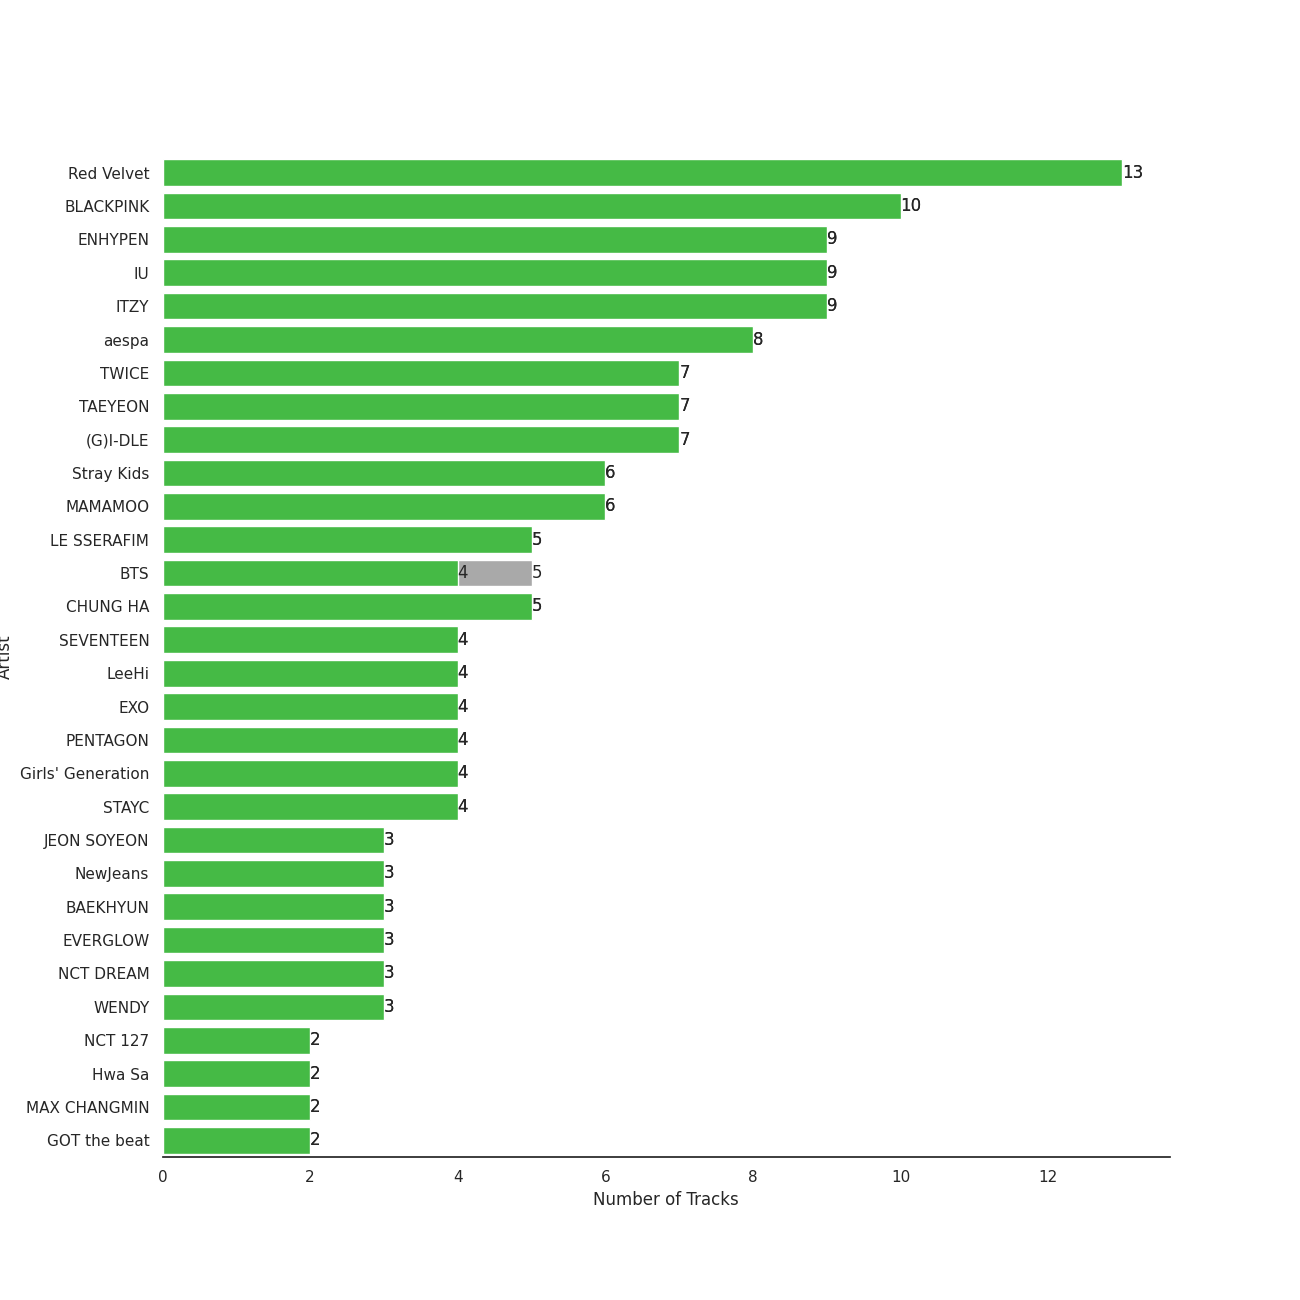 Red Velvet 13
BLACKPINK 10
ENHYPEN 9
IU 9
ITZY 9
aespa 8
TWICE 7
TAEYEON 7
(G)I-DLE 7
Stray Kids 6
MAMAMOO 6
LE SSERAFIM 5
BTS 4 5
CHUNG HA 5
SEVENTEEN 4
LeeHi 4
EXO 4
PENTAGON 4
Girls' Generation 4
STAYC 4
JEON SOYEON 3
NewJeans 3
BAEKHYUN 3
EVERGLOW 3
NCT DREAM 3
WENDY 3
NCT 127 2
Hwa Sa 2
MAX CHANGMIN 2
GOT the beat 2
0 2 4 6 8 10 12
Number of Tracks
Artist